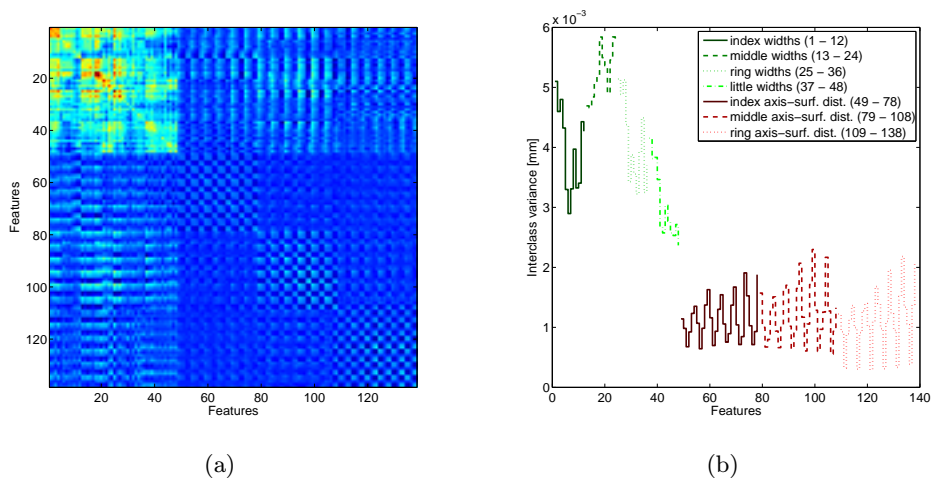 20
40
60
80
100
120
Features
20 40 60 80 100 120
Features
(a)
x 10⁻³
6
5
4
3
2
1
0
Interclass variance [mm]
index widths (1 − 12)
middle widths (13 − 24)
ring widths (25 − 36)
little widths (37 − 48)
index axis−surf. dist. (49 − 78)
middle axis−surf. dist. (79 − 108)
ring axis−surf. dist. (109 − 138)
0 20 40 60 80 100 120 140
Features
(b)